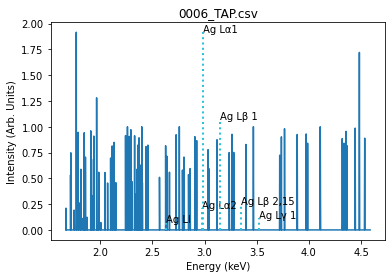 0006_TAP.csv
2.00
Ag Lα1
1.75
1.50
1.25
Ag Lβ 1
1.00
0.75
0.50
0.25
Ag Lα2
Ag Lβ 2,15
Ag Ll
Ag Lγ 1
0.00
2.0 2.5 3.0 3.5 4.0 4.5
Energy (keV)
Intensity (Arb. Units)